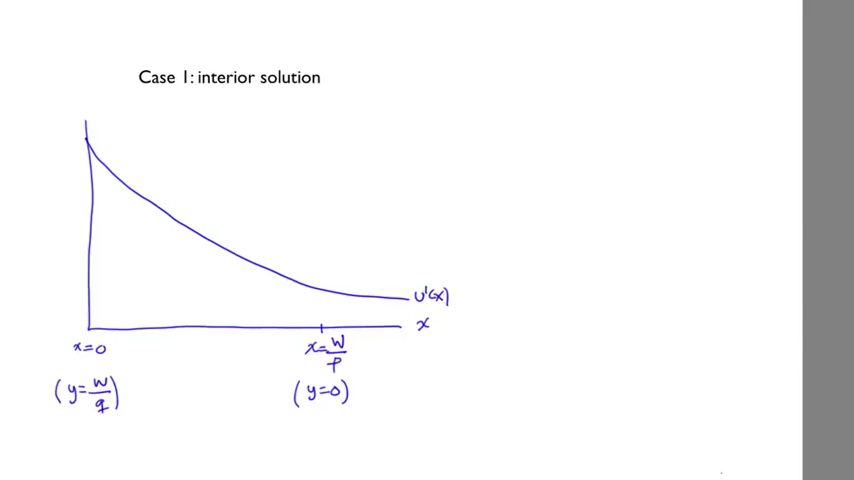 Case 1: interior solution
u'(x)
x
x=0
x=W/P
(y=W/q)
(y=0)